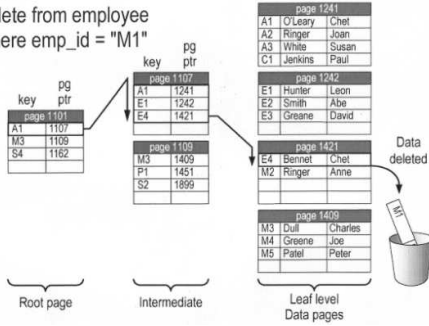 lete from employee
ere emp_id = "M1"
key pg ptr
page 1101
A1 1107
M3 1109
S4 1162
Root page
key pg ptr
page 1107
A1 1241
E1 1242
E4 1421
page 1109
M3 1409
P1 1451
S2 1899
Intermediate
page 1241
A1 O'Leary Chet
A2 Ringer Joan
A3 White Susan
C1 Jenkins Paul
page 1242
E1 Hunter Leon
E2 Smith Abe
E3 Greane David
page 1421
E4 Bennet Chet
M2 Ringer Anne
page 1409
M3 Dull Charles
M4 Greene Joe
M5 Patel Peter
Leaf level
Data pages
Data
deleted
M1